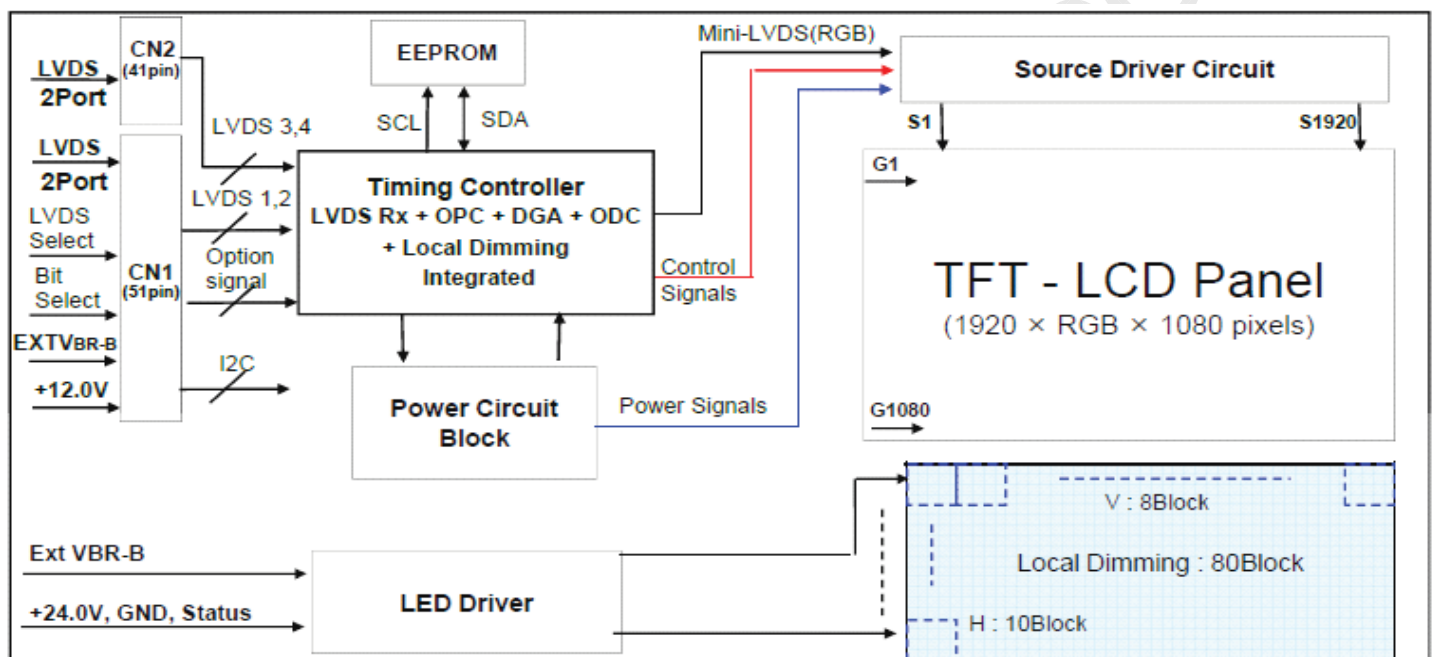 CN2
(41pin)
LVDS
2Port
EEPROM
Mini-LVDS(RGB)
Source Driver Circuit
LVDS 3,4
SCL
SDA
S1
S1920
LVDS
2Port
LVDS
Select
Bit
Select
EXTVBR-B
+12.0V
CN1
(51pin)
LVDS 1,2
Option
signal
I2C
Timing Controller
LVDS Rx + OPC + DGA + ODC
+ Local Dimming
Integrated
Control
Signals
G1
TFT - LCD Panel
(1920 × RGB × 1080 pixels)
G1080
Power Circuit
Block
Power Signals
V : 8Block
Local Dimming : 80Block
H : 10Block
Ext VBR-B
+24.0V, GND, Status
LED Driver